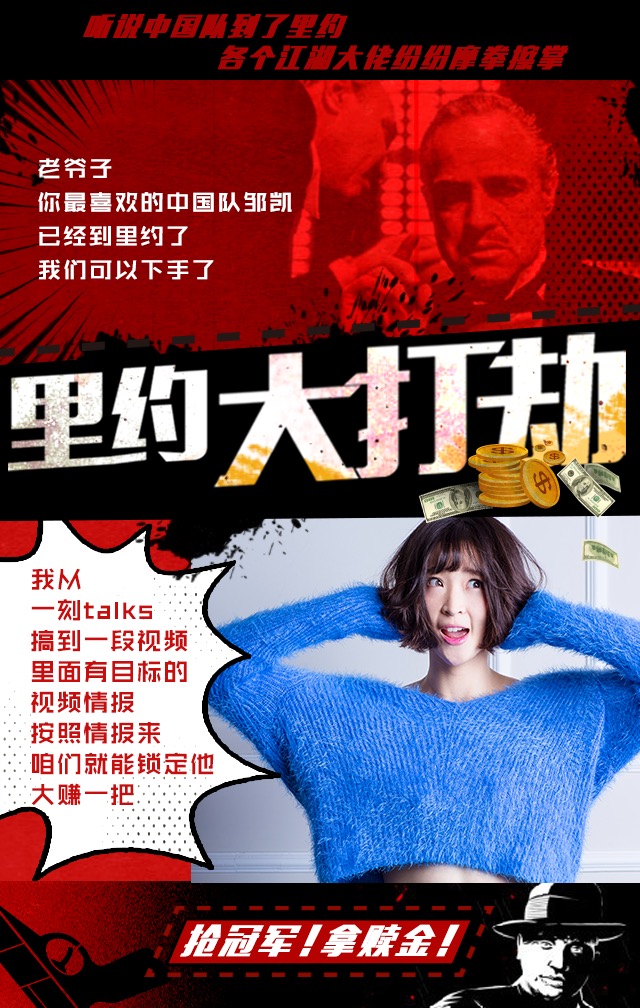 听说中国队到了里约
各个江湖大佬纷纷摩拳擦掌
老爷子
你最喜欢的中国队邹凯
已经到里约了
我们可以下手了
里约大打劫
我从
一刻talks
搞到一段视频
里面有目标的
视频情报
按照情报来
咱们就能锁定他
大赚一把
抢冠军!拿赎金!